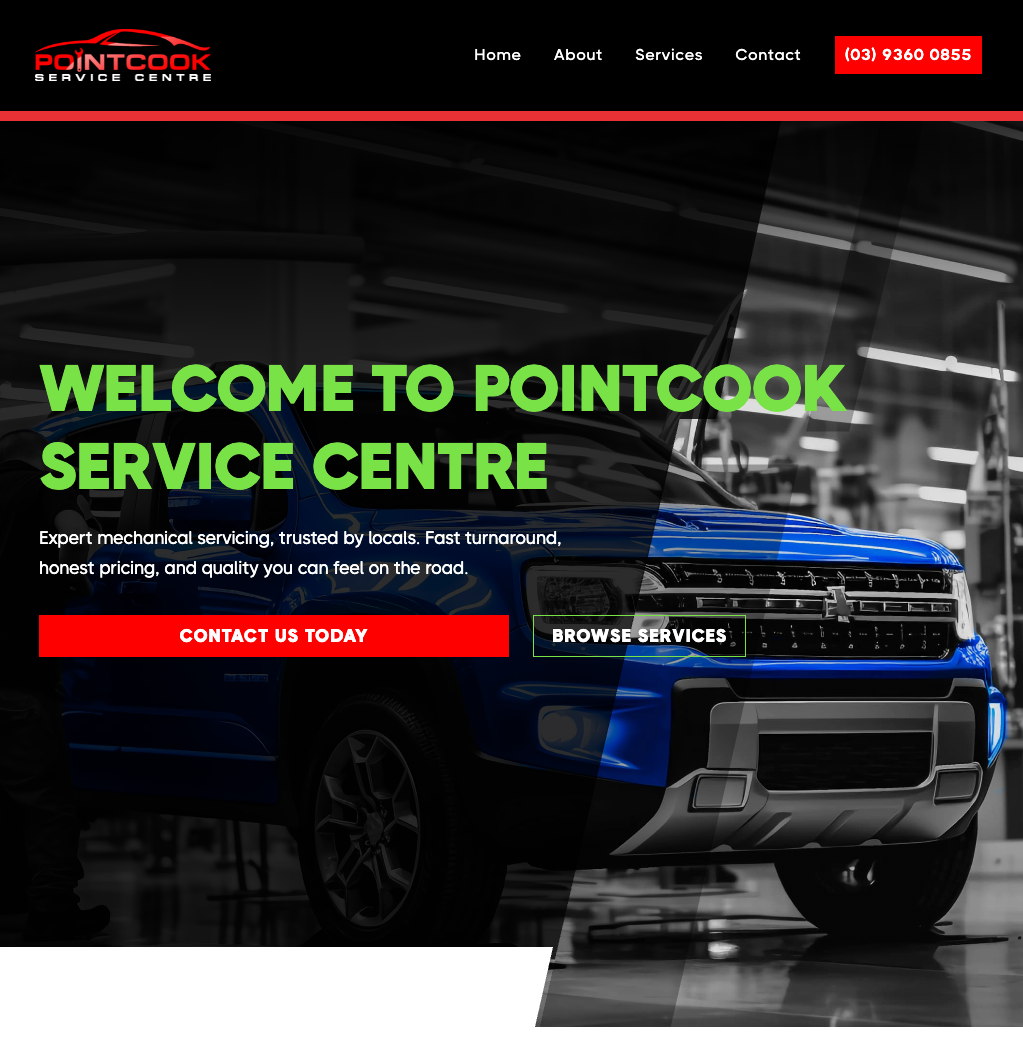 POINTCOOK
SERVICE CENTRE
Home About Services Contact (03) 9360 0855
WELCOME TO POINTCOOK
SERVICE CENTRE
Expert mechanical servicing, trusted by locals. Fast turnaround,
honest pricing, and quality you can feel on the road.
CONTACT US TODAY BROWSE SERVICES